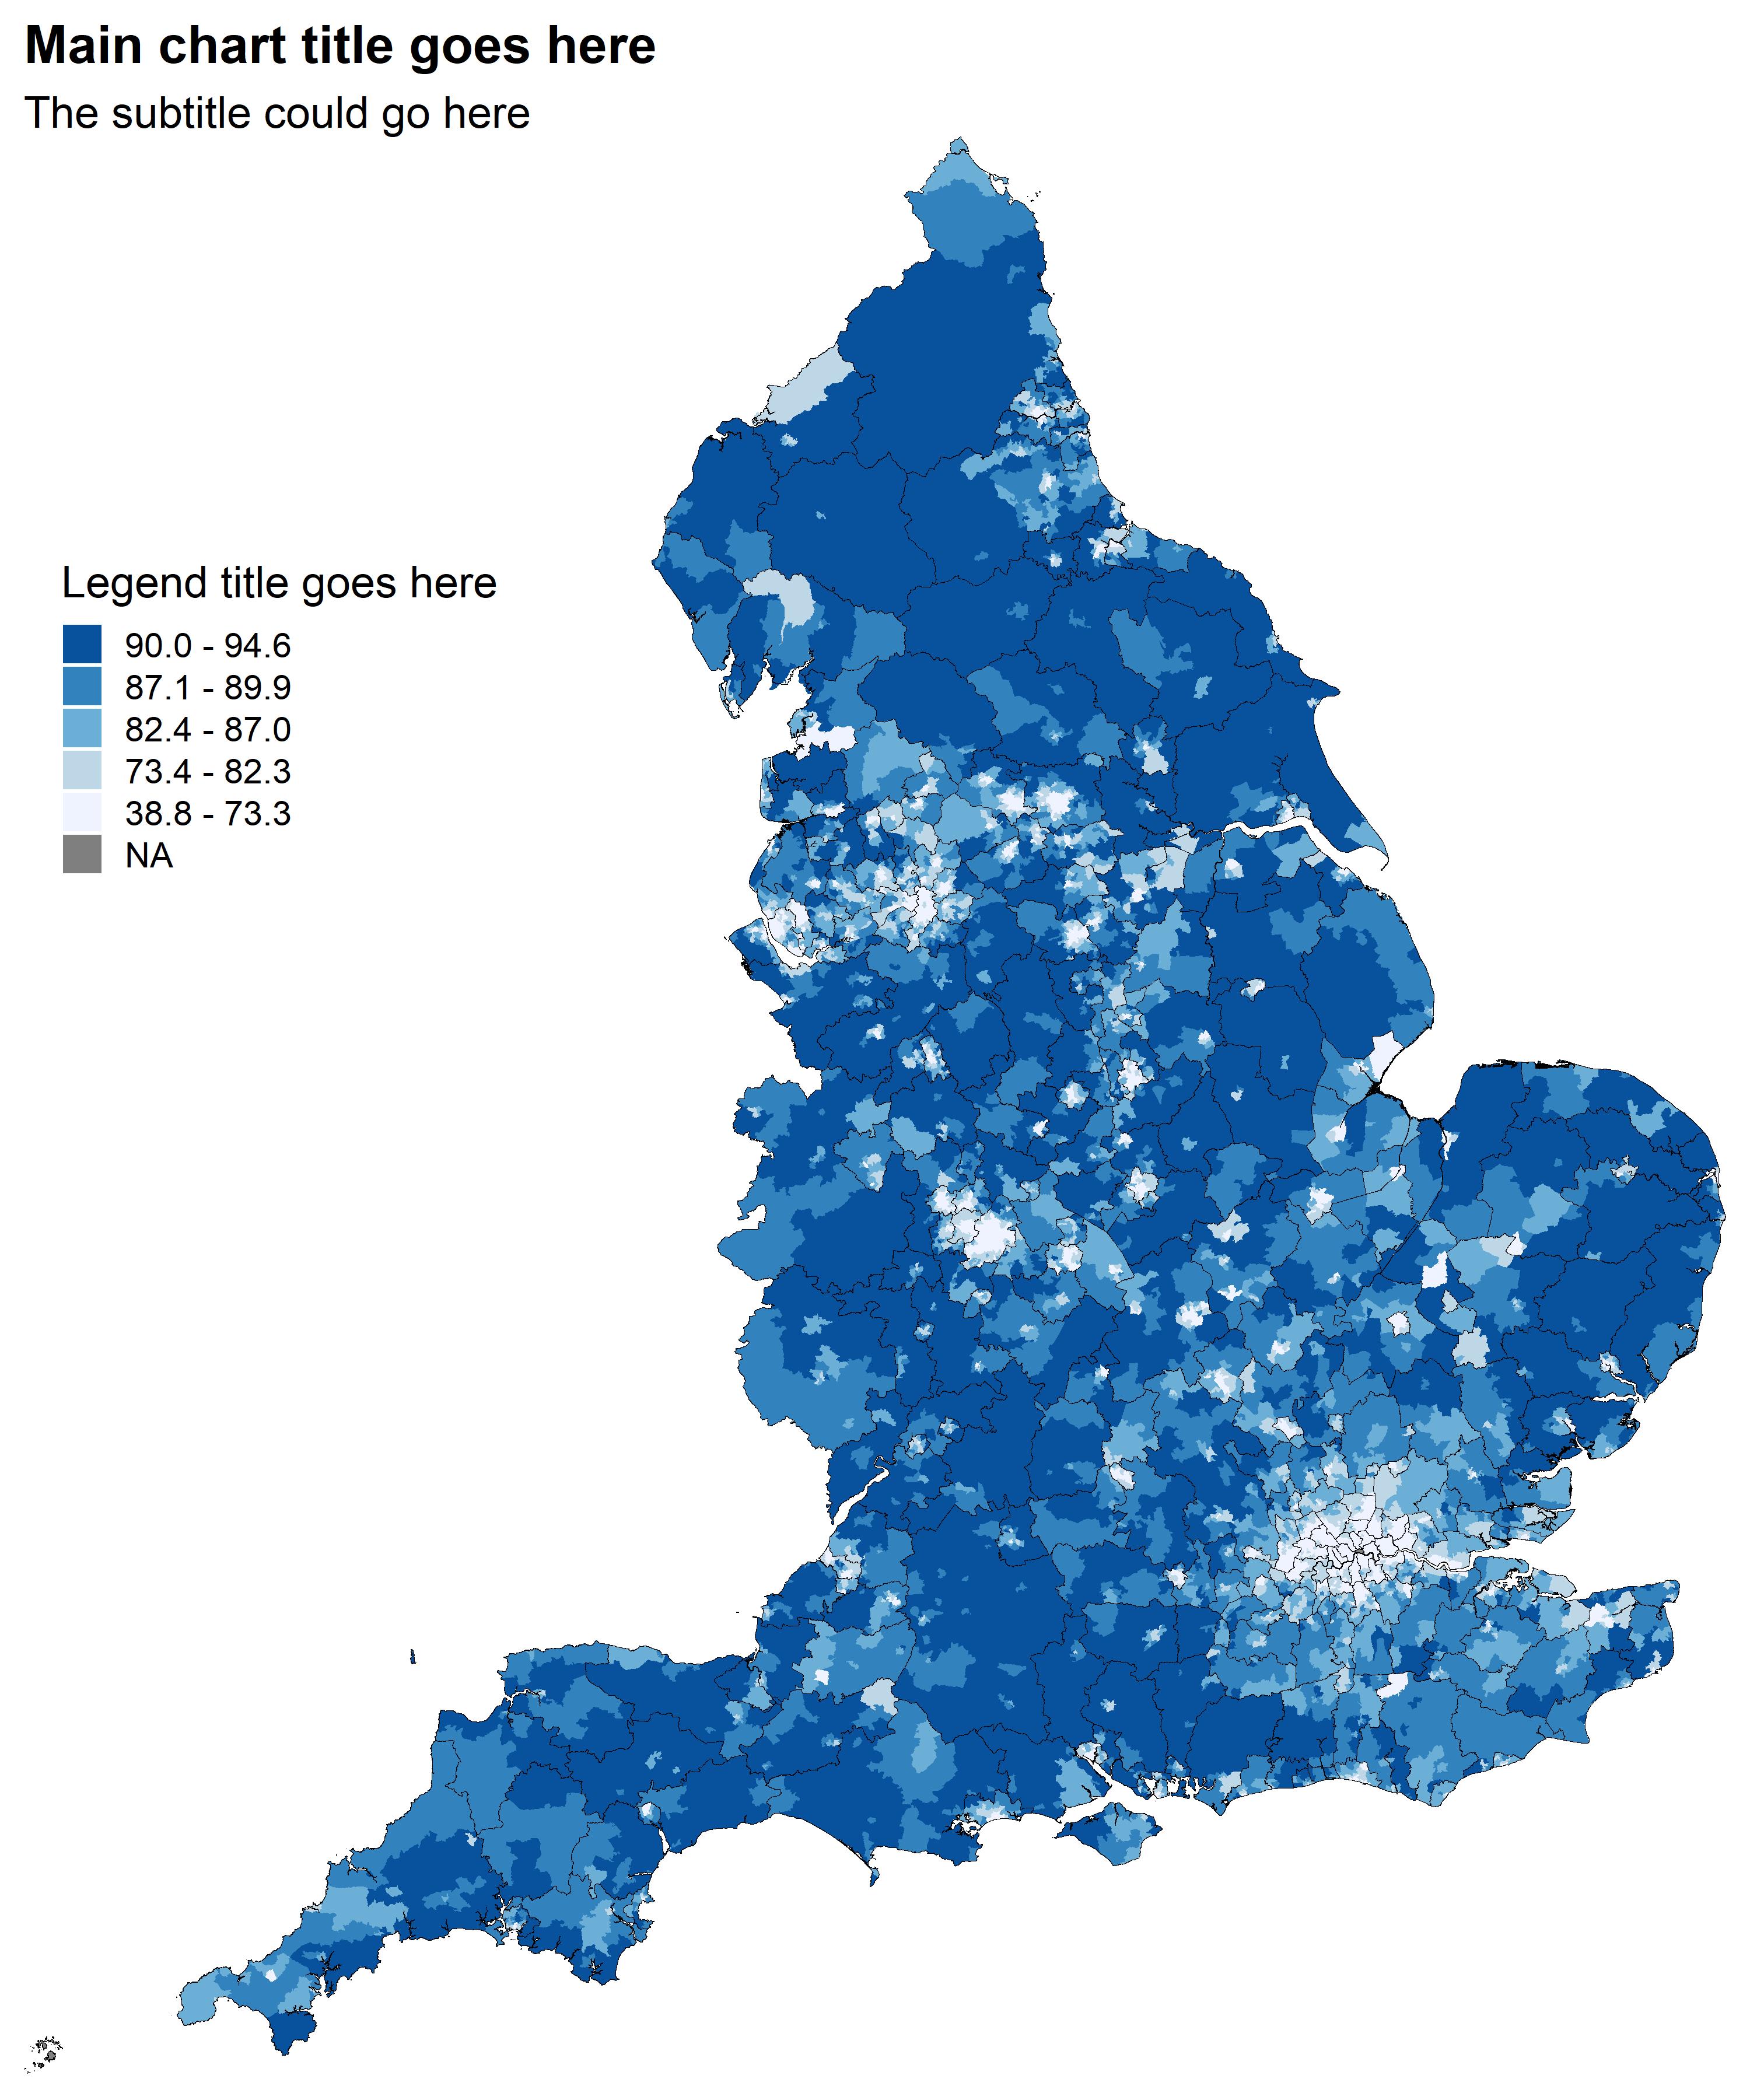 Main chart title goes here
The subtitle could go here
Legend title goes here
90.0 - 94.6
87.1 - 89.9
82.4 - 87.0
73.4 - 82.3
38.8 - 73.3
NA